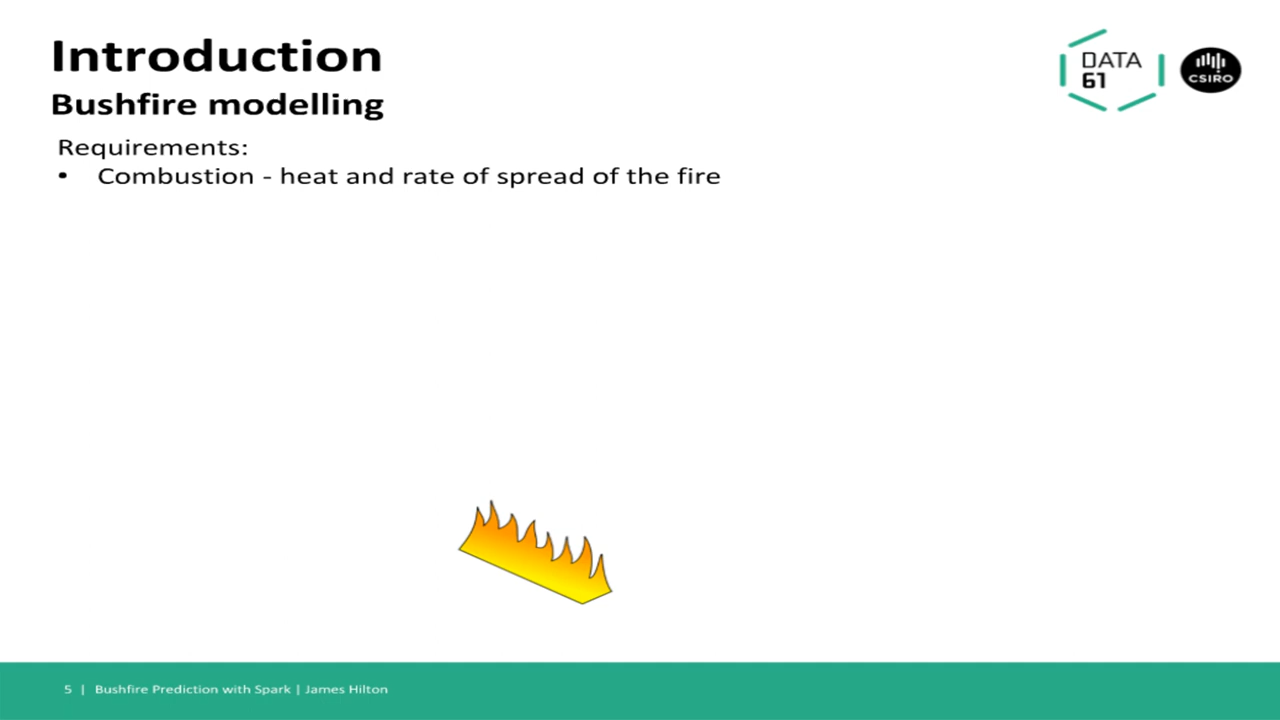 Introduction
Bushfire modelling
DATA
61
CSIRO
Requirements:
• Combustion - heat and rate of spread of the fire
5 | Bushfire Prediction with Spark | James Hilton